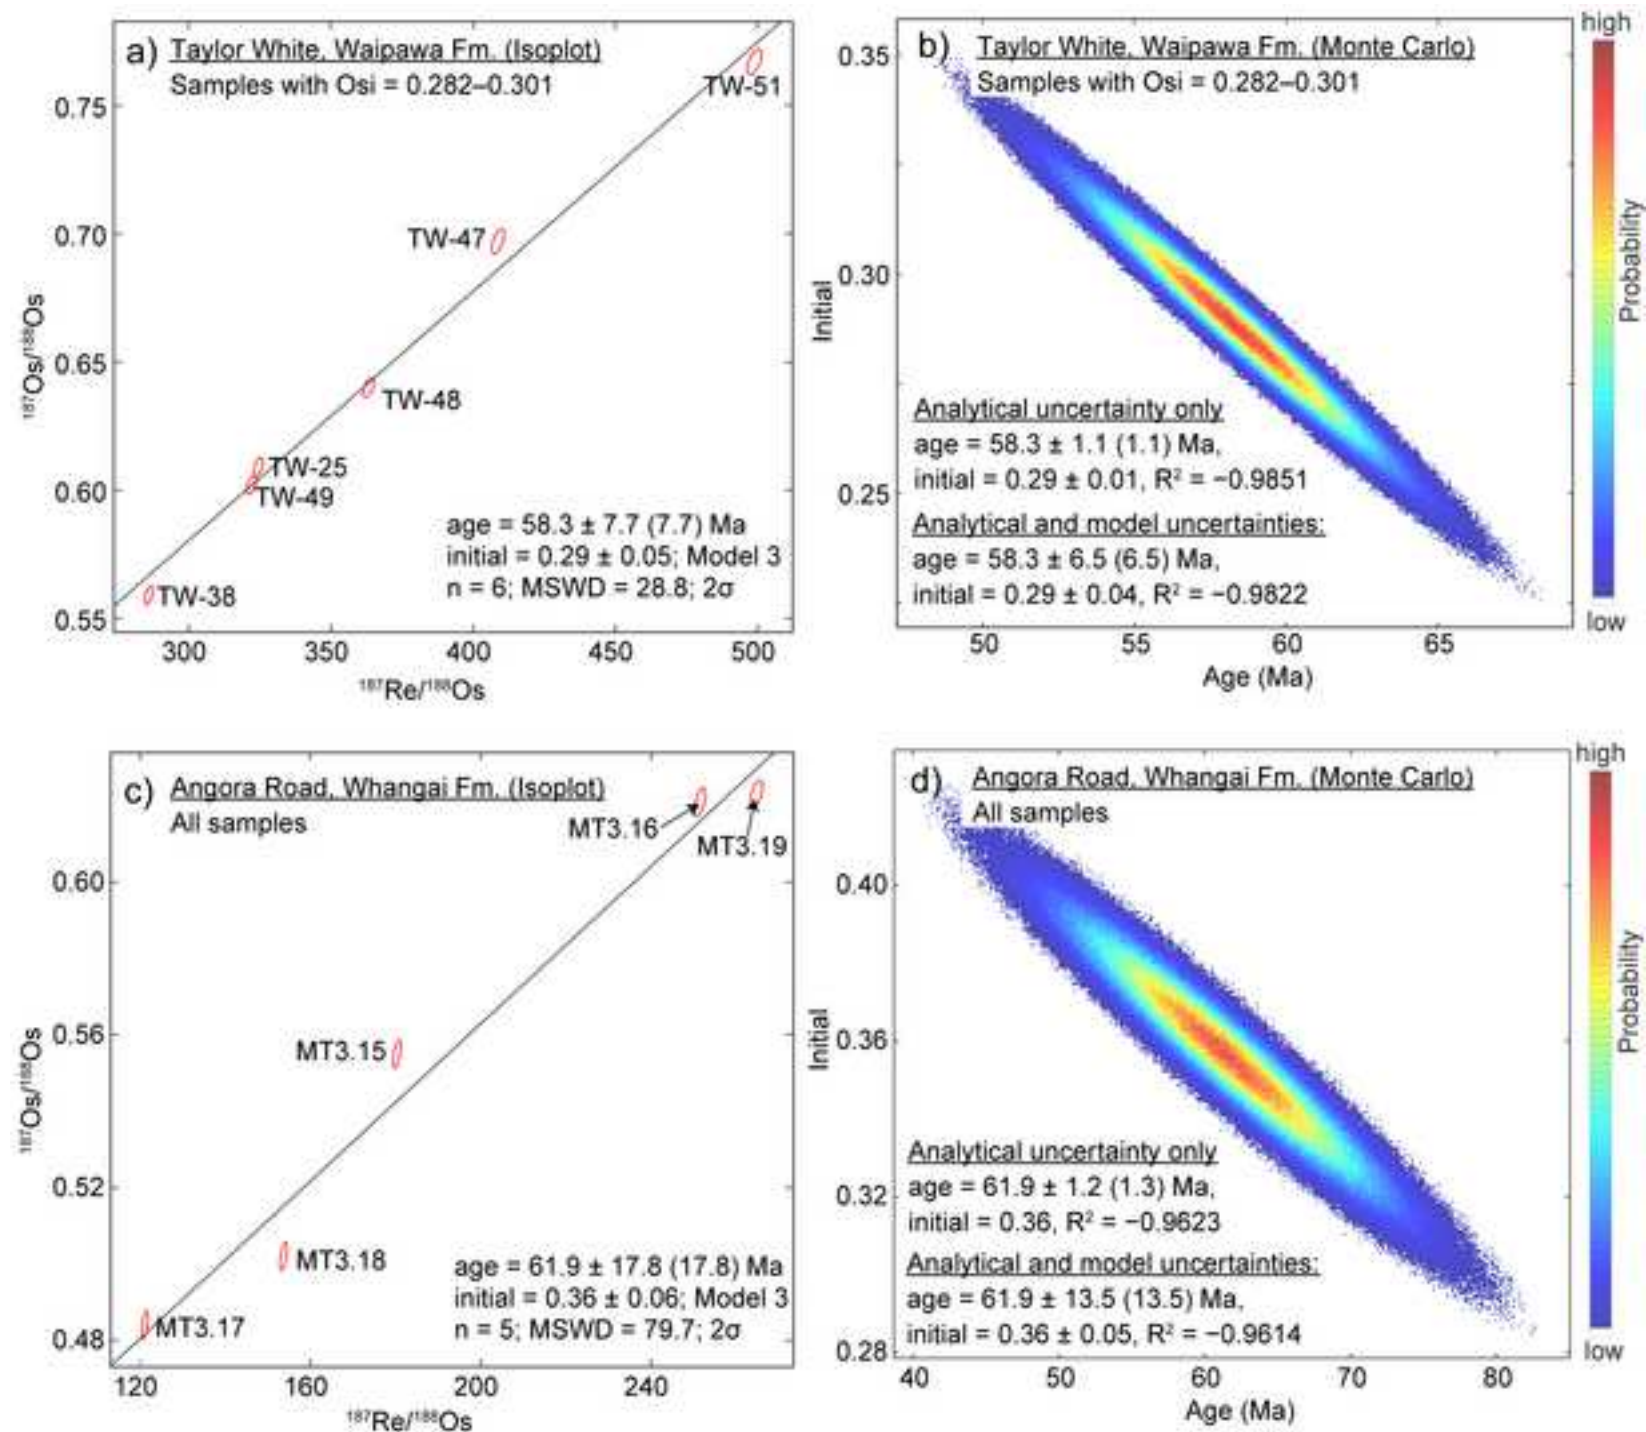 a) Taylor White, Waipawa Fm. (Isoplot)
Samples with Osi = 0.282–0.301
TW-51
TW-47
TW-48
TW-25
TW-49
TW-38
age = 58.3 ± 7.7 (7.7) Ma
initial = 0.29 ± 0.05; Model 3
n = 6; MSWD = 28.8; 2σ
0.75
0.70
0.65
0.60
0.55
¹⁸⁷Os/¹⁸⁸Os
300 350 400 450 500
¹⁸⁷Re/¹⁸⁸Os
b) Taylor White, Waipawa Fm. (Monte Carlo)
Samples with Osi = 0.282–0.301
0.35
0.30
0.25
Initial
Analytical uncertainty only
age = 58.3 ± 1.1 (1.1) Ma,
initial = 0.29 ± 0.01, R² = −0.9851
Analytical and model uncertainties:
age = 58.3 ± 6.5 (6.5) Ma,
initial = 0.29 ± 0.04, R² = −0.9822
50 55 60 65
Age (Ma)
high
Probability
low
c) Angora Road, Whangai Fm. (Isoplot)
All samples
MT3.16
MT3.19
MT3.15
MT3.18
MT3.17
age = 61.9 ± 17.8 (17.8) Ma
initial = 0.36 ± 0.06; Model 3
n = 5; MSWD = 79.7; 2σ
0.60
0.56
0.52
0.48
¹⁸⁷Os/¹⁸⁸Os
120 160 200 240
¹⁸⁷Re/¹⁸⁸Os
d) Angora Road, Whangai Fm. (Monte Carlo)
All samples
0.40
0.36
0.32
0.28
Initial
Analytical uncertainty only
age = 61.9 ± 1.2 (1.3) Ma,
initial = 0.36, R² = −0.9623
Analytical and model uncertainties:
age = 61.9 ± 13.5 (13.5) Ma,
initial = 0.36 ± 0.05, R² = −0.9614
40 50 60 70 80
Age (Ma)
high
Probability
low